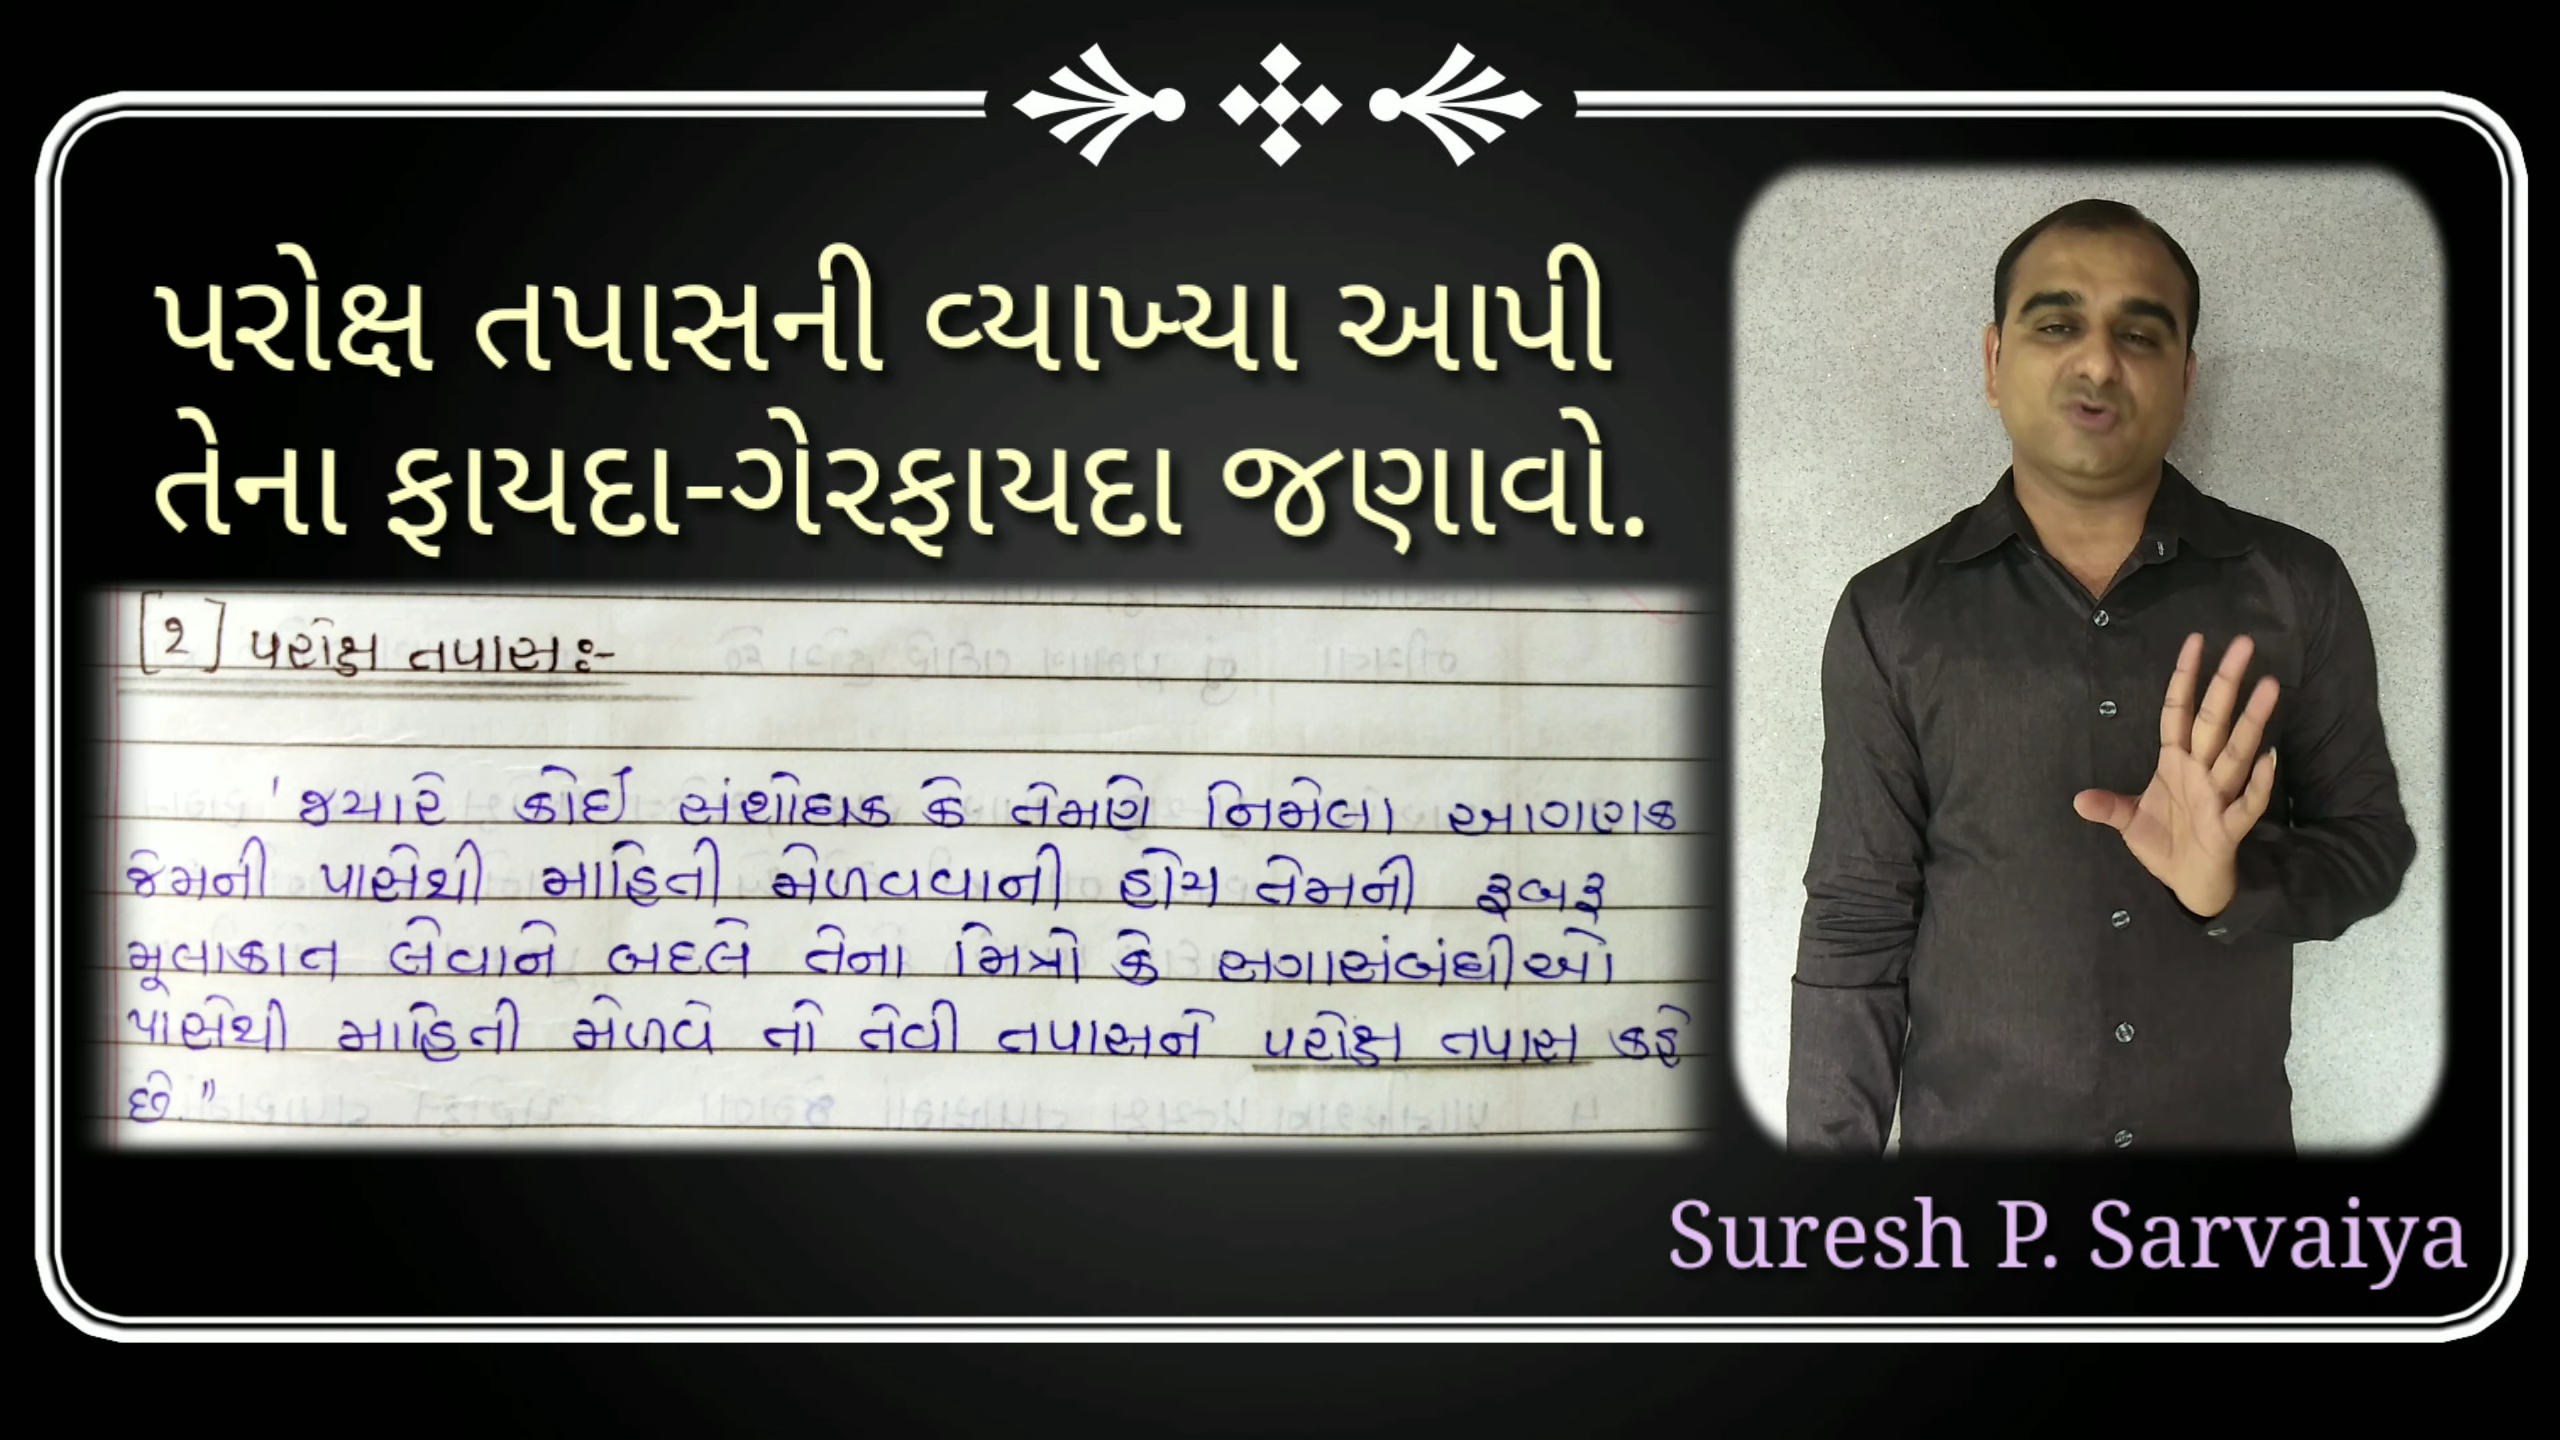 પરોક્ષ તપાસની વ્યાખ્યા આપી
તેના ફાયદા-ગેરફાયદા જણાવો.
[૨] પરોક્ષ તપાસ:-
'જ્યારે કોઈ સંશોધક કે તેમણે નિમેલા આગણક
જેમની પાસેથી માહિતી મેળવવાની હોય તેમની રૂબરૂ
મૂલાકાત લેવાને બદલે તેના મિત્રો કે સગાસંબંધીઓ
પાસેથી માહિતી મેળવે તો તેવી તપાસને પરોક્ષ તપાસ કહે
છે."
Suresh P. Sarvaiya